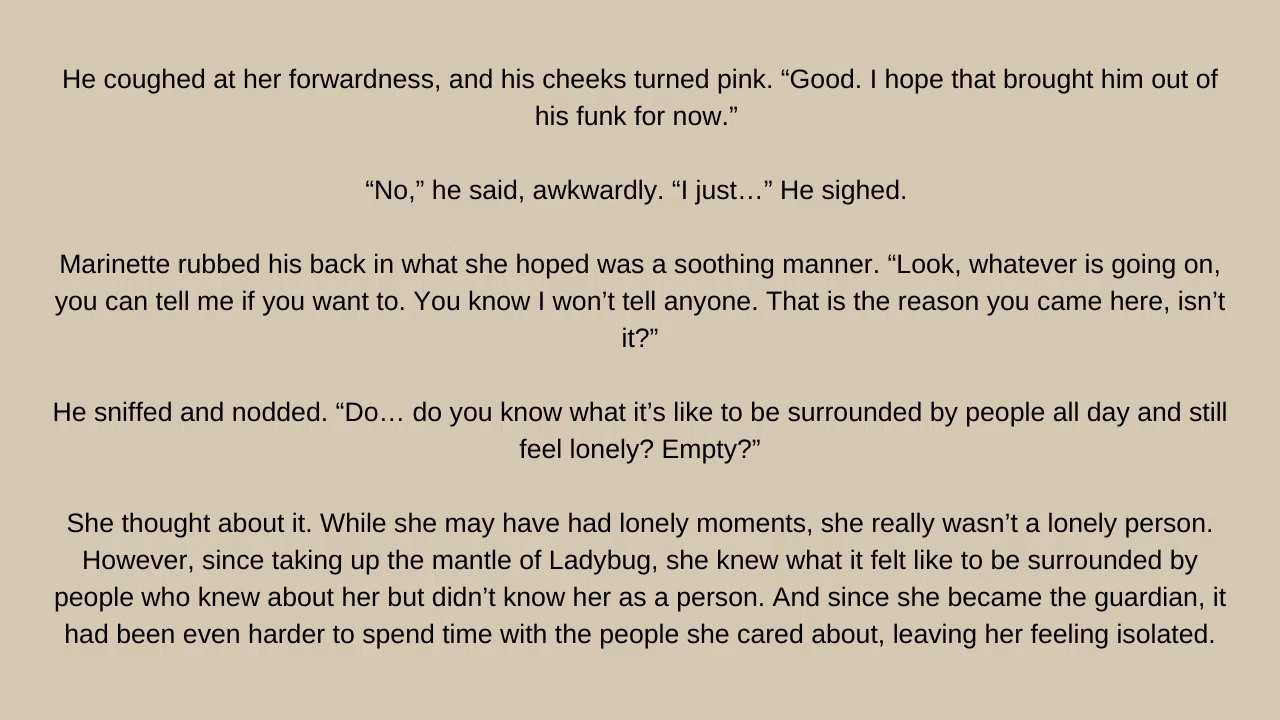 He coughed at her forwardness, and his cheeks turned pink. “Good. I hope that brought him out of
his funk for now.”
“No,” he said, awkwardly. “I just…” He sighed.
Marinette rubbed his back in what she hoped was a soothing manner. “Look, whatever is going on,
you can tell me if you want to. You know I won’t tell anyone. That is the reason you came here, isn’t
it?”
He sniffed and nodded. “Do… do you know what it’s like to be surrounded by people all day and still
feel lonely? Empty?”
She thought about it. While she may have had lonely moments, she really wasn’t a lonely person.
However, since taking up the mantle of Ladybug, she knew what it felt like to be surrounded by
people who knew about her but didn’t know her as a person. And since she became the guardian, it
had been even harder to spend time with the people she cared about, leaving her feeling isolated.